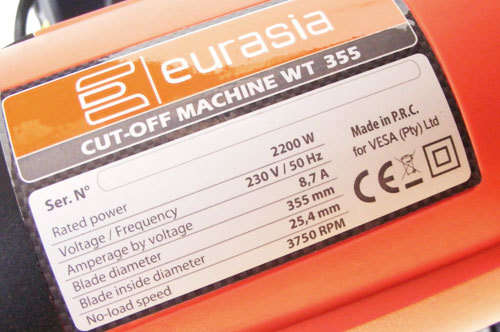 eurasia
CUT-OFF MACHINE WT 355
Ser. Nº
Rated power 2200 W
Voltage / Frequency 230 V / 50 Hz
Amperage by voltage 8,7 A
Blade diameter 355 mm
Blade inside diameter 25,4 mm
No-load speed 3750 RPM
Made in P.R.C.
for VESA (Pty) Ltd
CE